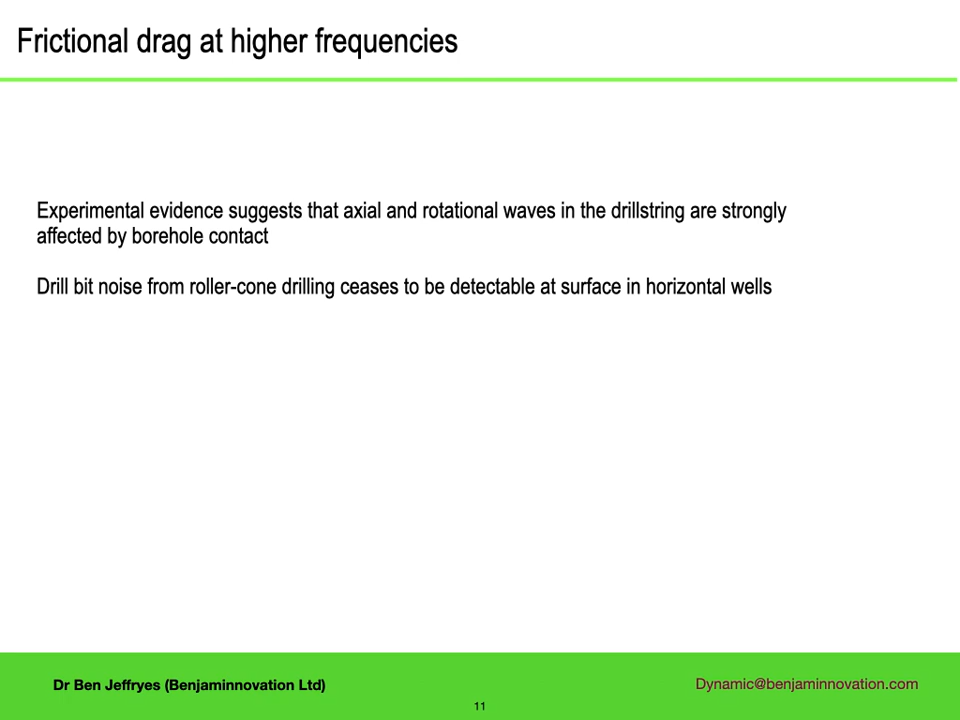 Frictional drag at higher frequencies
Experimental evidence suggests that axial and rotational waves in the drillstring are strongly
affected by borehole contact
Drill bit noise from roller-cone drilling ceases to be detectable at surface in horizontal wells
Dr Ben Jeffryes (Benjaminnovation Ltd)
Dynamic@benjaminnovation.com
11